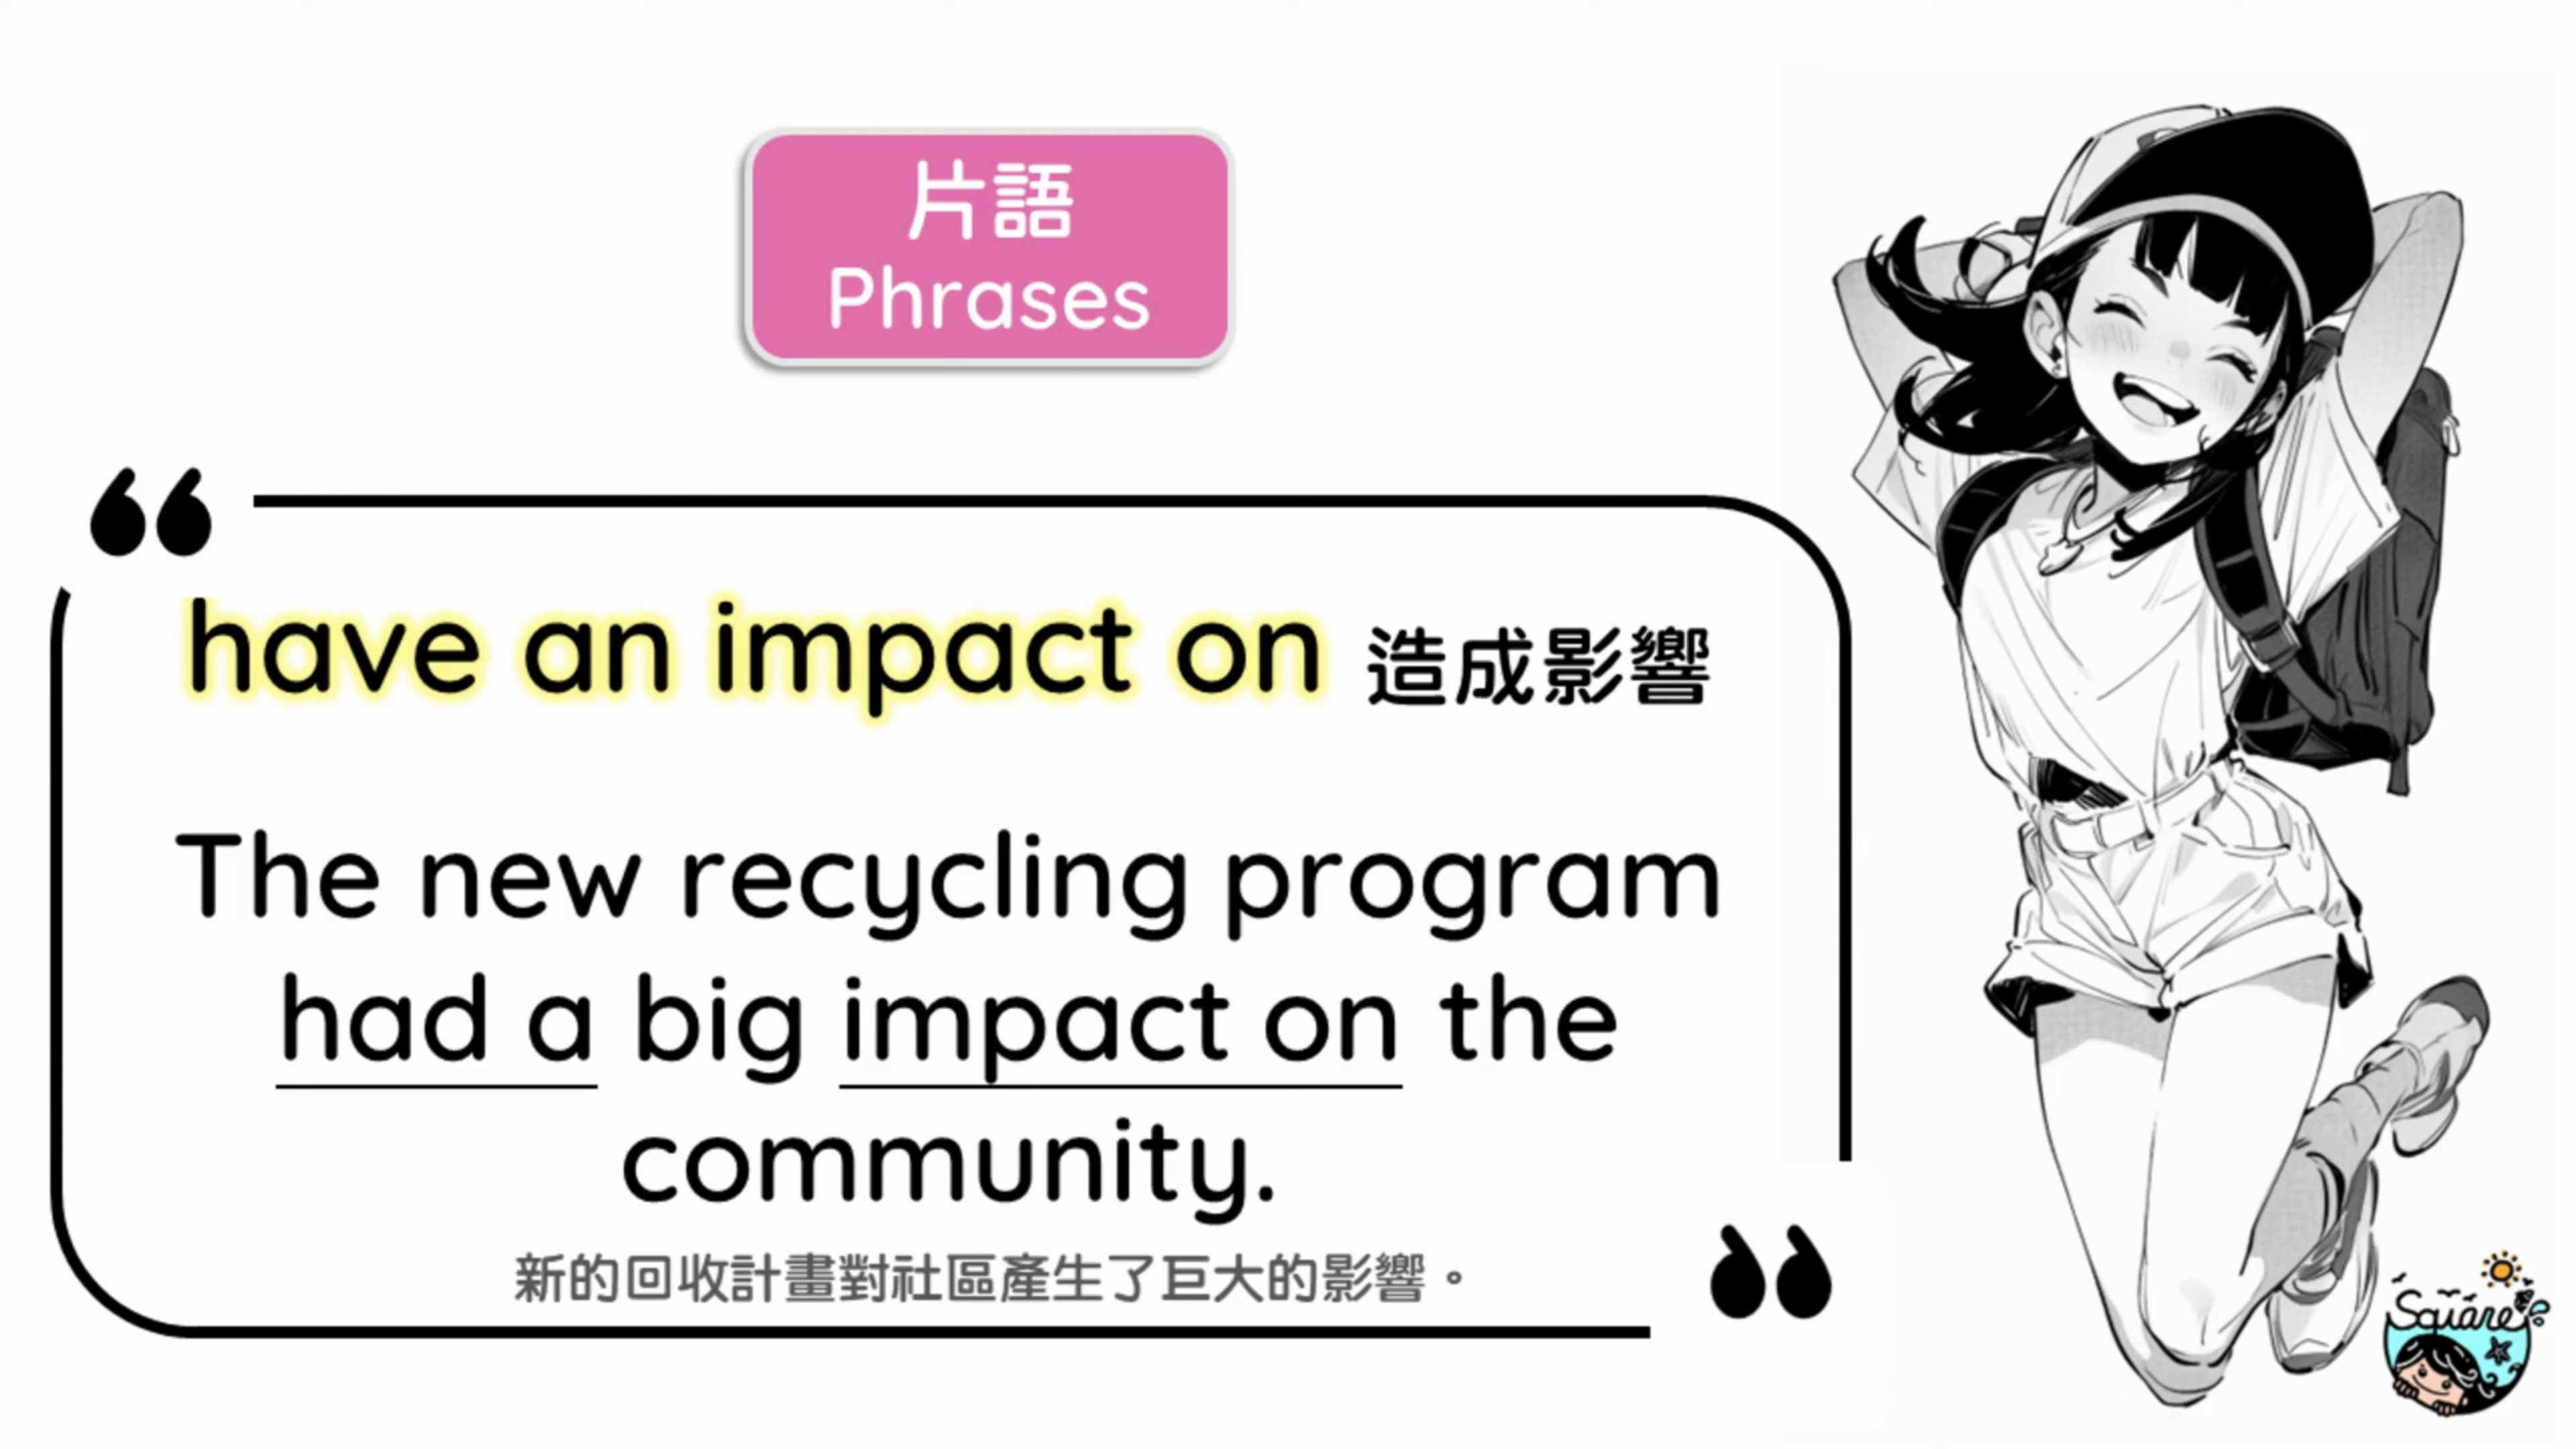 片語
Phrases
“
have an impact on 造成影響
The new recycling program
had a big impact on the
community.
新的回收計畫對社區產生了巨大的影響。
”
Square